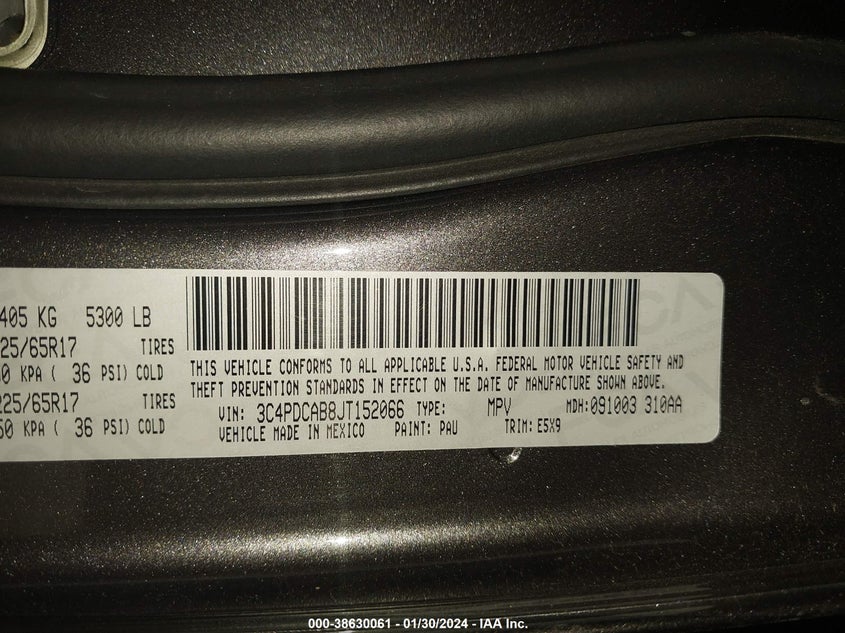 405 KG 5300 LB
25/65R17 TIRES
0 KPA ( 36 PSI) COLD
225/65R17 TIRES
60 KPA ( 36 PSI) COLD
THIS VEHICLE CONFORMS TO ALL APPLICABLE U.S.A. FEDERAL MOTOR VEHICLE SAFETY AND
THEFT PREVENTION STANDARDS IN EFFECT ON THE DATE OF MANUFACTURE SHOWN ABOVE.
VIN: 3C4PDCAB8JT152066 TYPE: MPV MDH: 091003 310AA
VEHICLE MADE IN MEXICO PAINT: PAU TRIM: E5X9
000-38630061 - 01/30/2024 - IAA Inc.